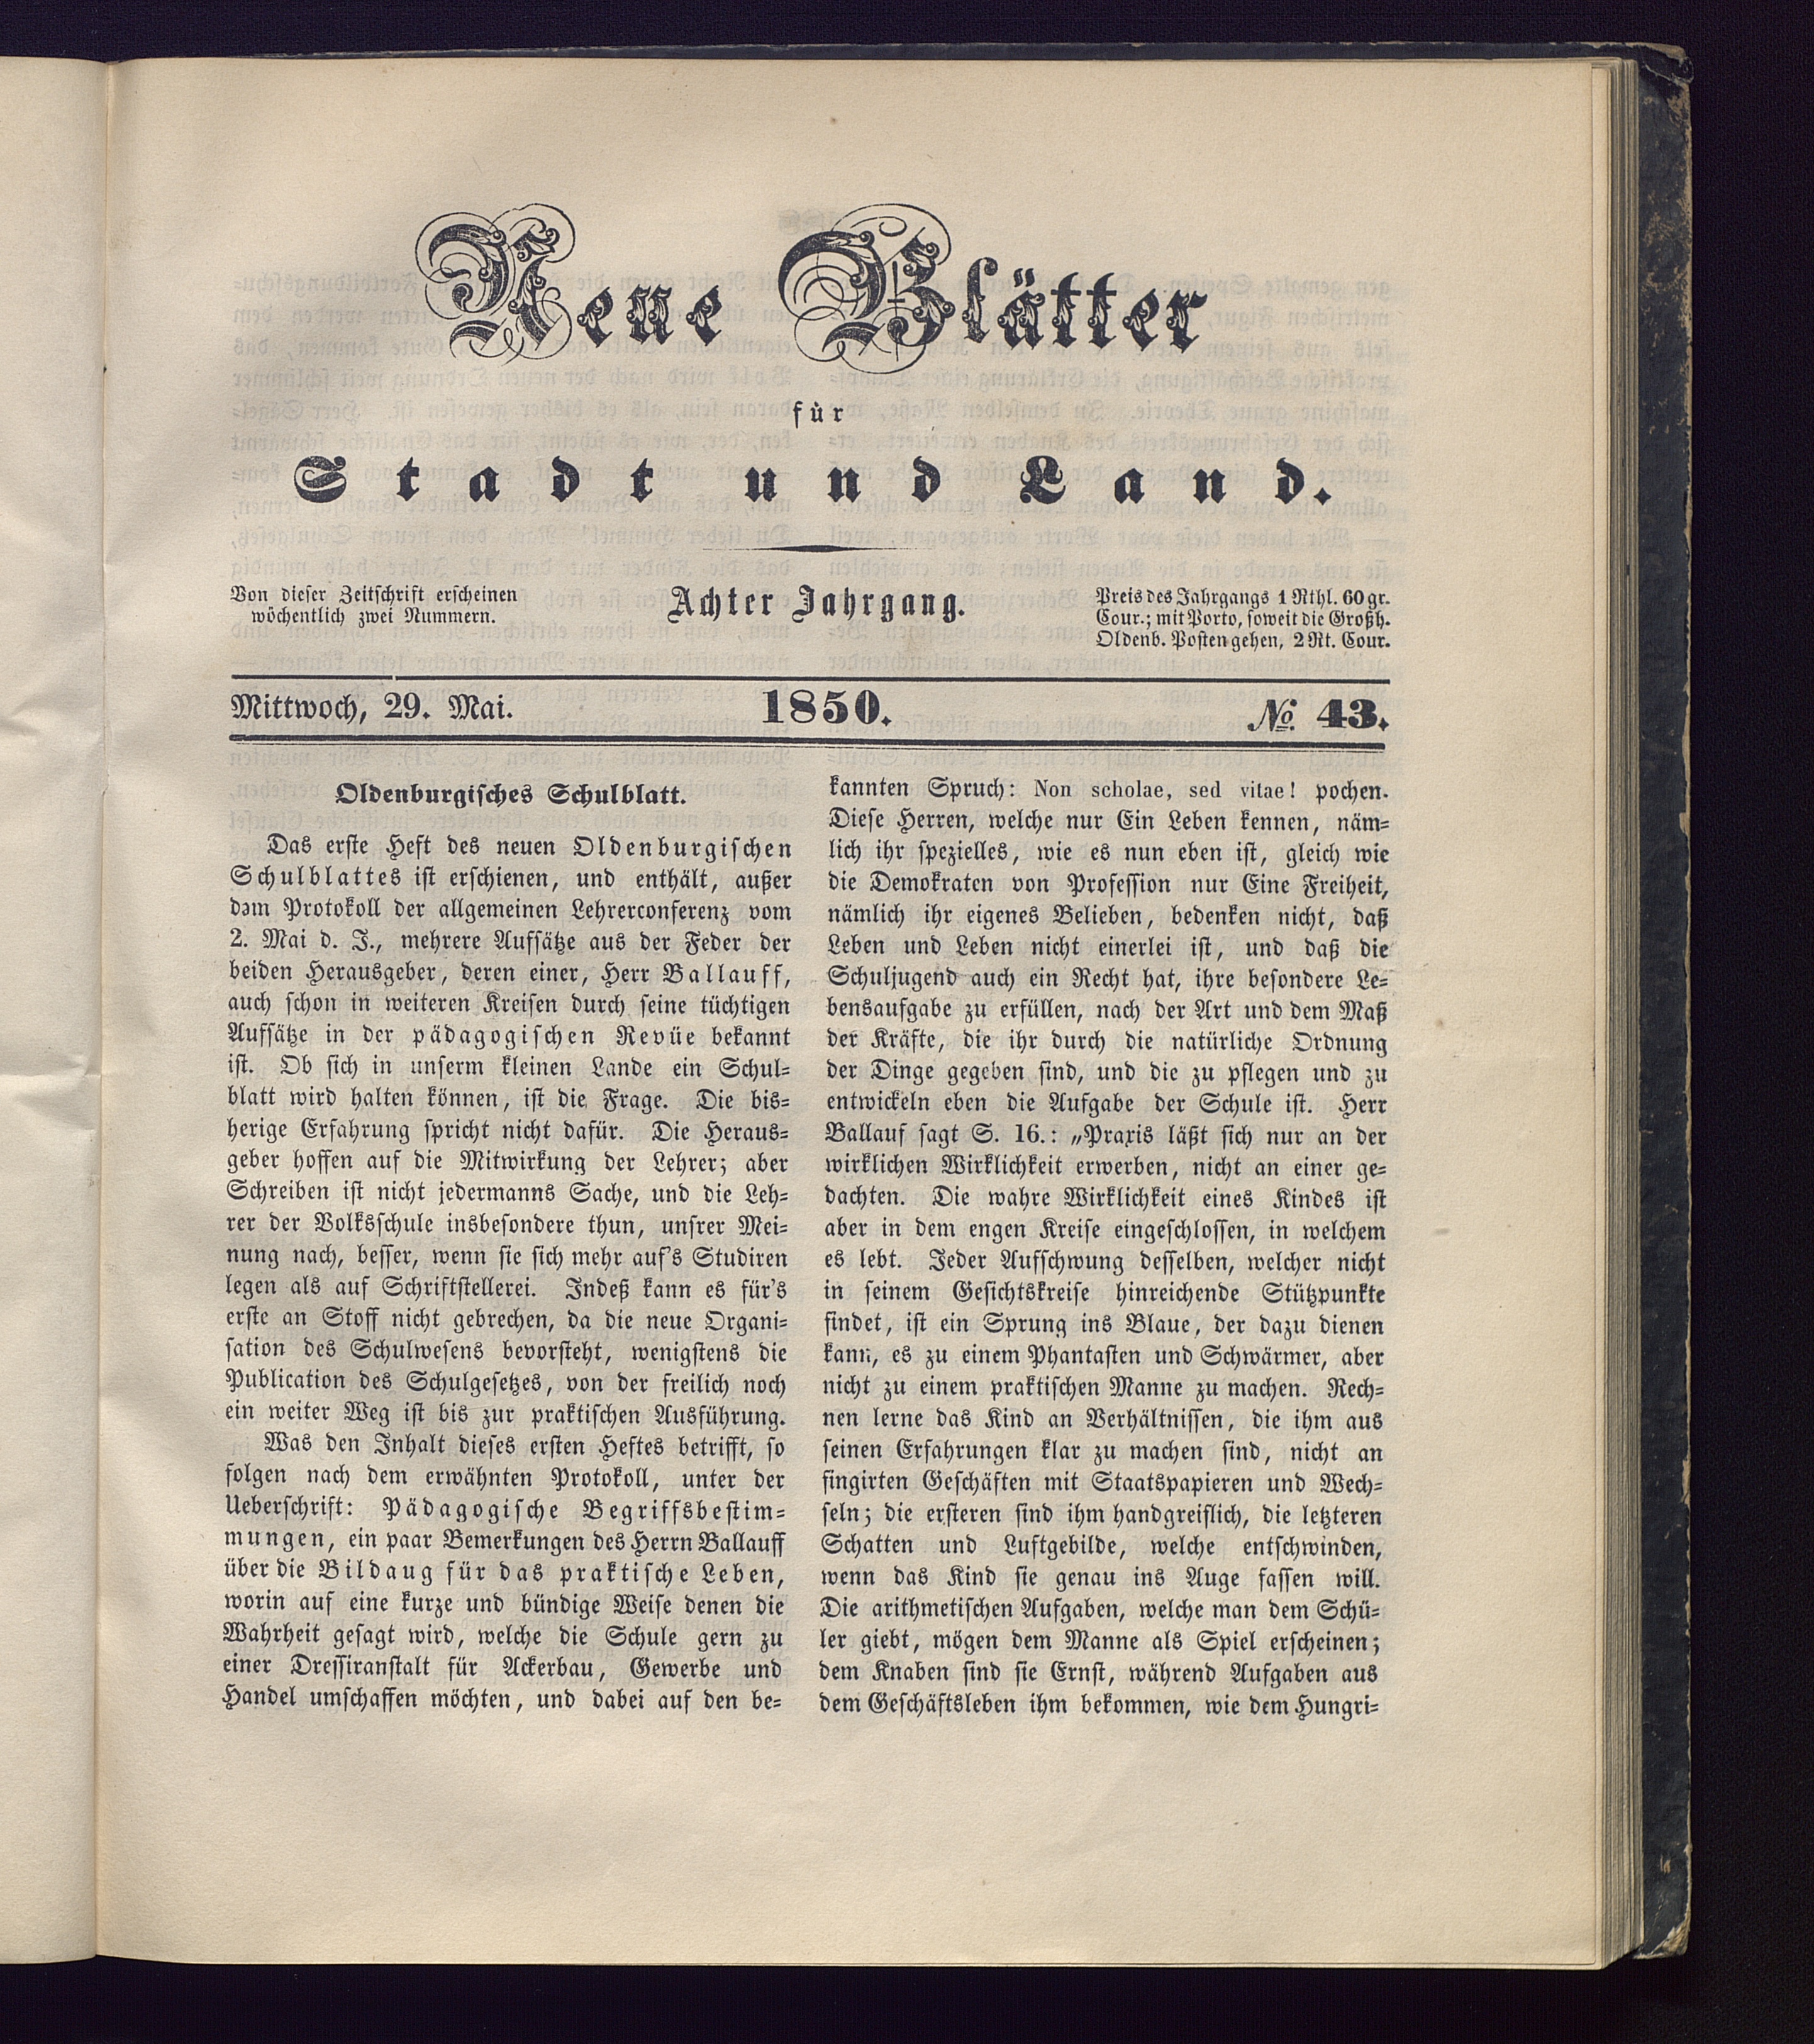 Neue Blätter
für
Stadt und Land.
Von dieser Zeitschrift erscheinen
wöchentlich zwei Nummern.
Achter Jahrgang.
Preis des Jahrgangs 1 Rthl. 60 gr.
Cour.; mit Porto, soweit die Großh.
Oldenb. Posten gehen, 2 Rt. Cour.
Mittwoch, 29. Mai.
1850.
№ 43.
Oldenburgisches Schulblatt.
Das erste Heft des neuen Oldenburgischen
Schulblattes ist erschienen, und enthält, außer
dem Protokoll der allgemeinen Lehrerconferenz vom
2. Mai d. J., mehrere Aufsätze aus der Feder der
beiden Herausgeber, deren einer, Herr Ballauff,
auch schon in weiteren Kreisen durch seine tüchtigen
Aufsätze in der pädagogischen Revüe bekannt
ist. Ob sich in unserm kleinen Lande ein Schul-
blatt wird halten können, ist die Frage. Die bis-
herige Erfahrung spricht nicht dafür. Die Heraus-
geber hoffen auf die Mitwirkung der Lehrer; aber
Schreiben ist nicht jedermanns Sache, und die Leh-
rer der Volksschule insbesondere thun, unsrer Mei-
nung nach, besser, wenn sie sich mehr auf's Studiren
legen als auf Schriftstellerei. Indeß kann es für's
erste an Stoff nicht gebrechen, da die neue Organi-
sation des Schulwesens bevorsteht, wenigstens die
Publication des Schulgesetzes, von der freilich noch
ein weiter Weg ist bis zur praktischen Ausführung.
Was den Inhalt dieses ersten Heftes betrifft, so
folgen nach dem erwähnten Protokoll, unter der
Ueberschrift: Pädagogische Begriffsbestim-
mungen, ein paar Bemerkungen des Herrn Ballauff
über die Bildaug für das praktische Leben,
worin auf eine kurze und bündige Weise denen die
Wahrheit gesagt wird, welche die Schule gern zu
einer Dressiranstalt für Ackerbau, Gewerbe und
Handel umschaffen möchten, und dabei auf den be-
kannten Spruch: Non scholae, sed vitae! pochen.
Diese Herren, welche nur Ein Leben kennen, näm-
lich ihr spezielles, wie es nun eben ist, gleich wie
die Demokraten von Profession nur Eine Freiheit,
nämlich ihr eigenes Belieben, bedenken nicht, daß
Leben und Leben nicht einerlei ist, und daß die
Schuljugend auch ein Recht hat, ihre besondere Le-
bensaufgabe zu erfüllen, nach der Art und dem Maß
der Kräfte, die ihr durch die natürliche Ordnung
der Dinge gegeben sind, und die zu pflegen und zu
entwickeln eben die Aufgabe der Schule ist. Herr
Ballauf sagt S. 16.: „Praxis läßt sich nur an der
wirklichen Wirklichkeit erwerben, nicht an einer ge-
dachten. Die wahre Wirklichkeit eines Kindes ist
aber in dem engen Kreise eingeschlossen, in welchem
es lebt. Jeder Aufschwung desselben, welcher nicht
in seinem Gesichtskreise hinreichende Stützpunkte
findet, ist ein Sprung ins Blaue, der dazu dienen
kann, es zu einem Phantasten und Schwärmer, aber
nicht zu einem praktischen Manne zu machen. Rech-
nen lerne das Kind an Verhältnissen, die ihm aus
seinen Erfahrungen klar zu machen sind, nicht an
fingirten Geschäften mit Staatspapieren und Wech-
seln; die ersteren sind ihm handgreiflich, die letzteren
Schatten und Luftgebilde, welche entschwinden,
wenn das Kind sie genau ins Auge fassen will.
Die arithmetischen Aufgaben, welche man dem Schü-
ler giebt, mögen dem Manne als Spiel erscheinen;
dem Knaben sind sie Ernst, während Aufgaben aus
dem Geschäftsleben ihm bekommen, wie dem Hungri-